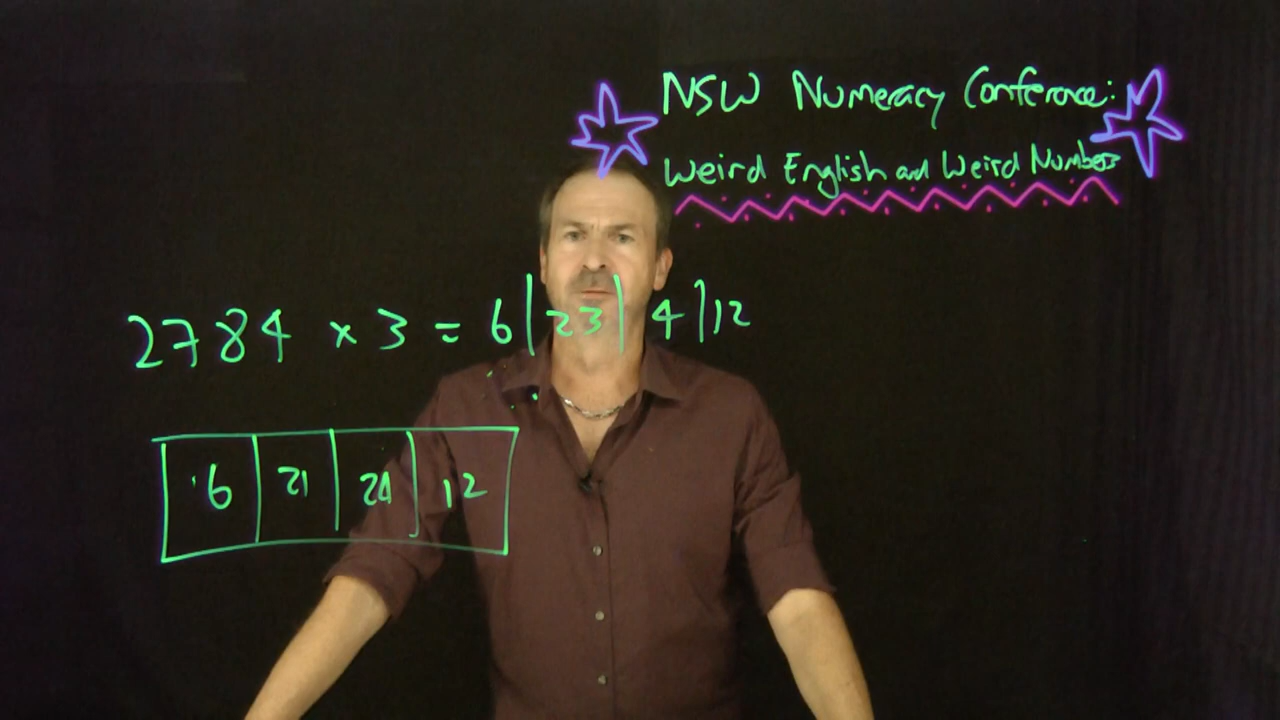 NSW Numeracy Conference:
Weird English and Weird Numbers
2784 x 3 = 6|23|4|12
6|21|24|12